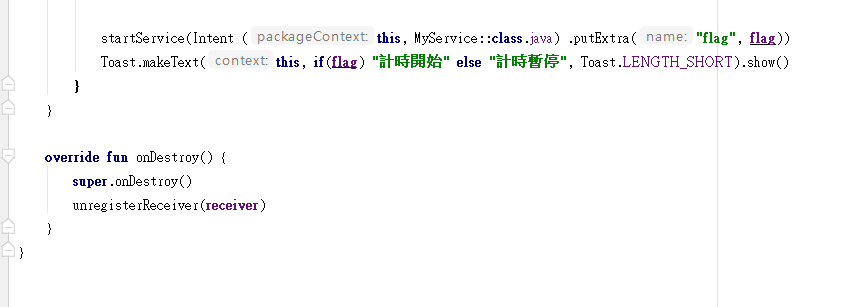 startService(Intent ( packageContext: this, MyService::class.java) .putExtra( name: "flag", flag))
Toast.makeText( context: this, if(flag) "計時開始" else "計時暫停", Toast.LENGTH_SHORT).show()
}
}
override fun onDestroy() {
super.onDestroy()
unregisterReceiver(receiver)
}
}